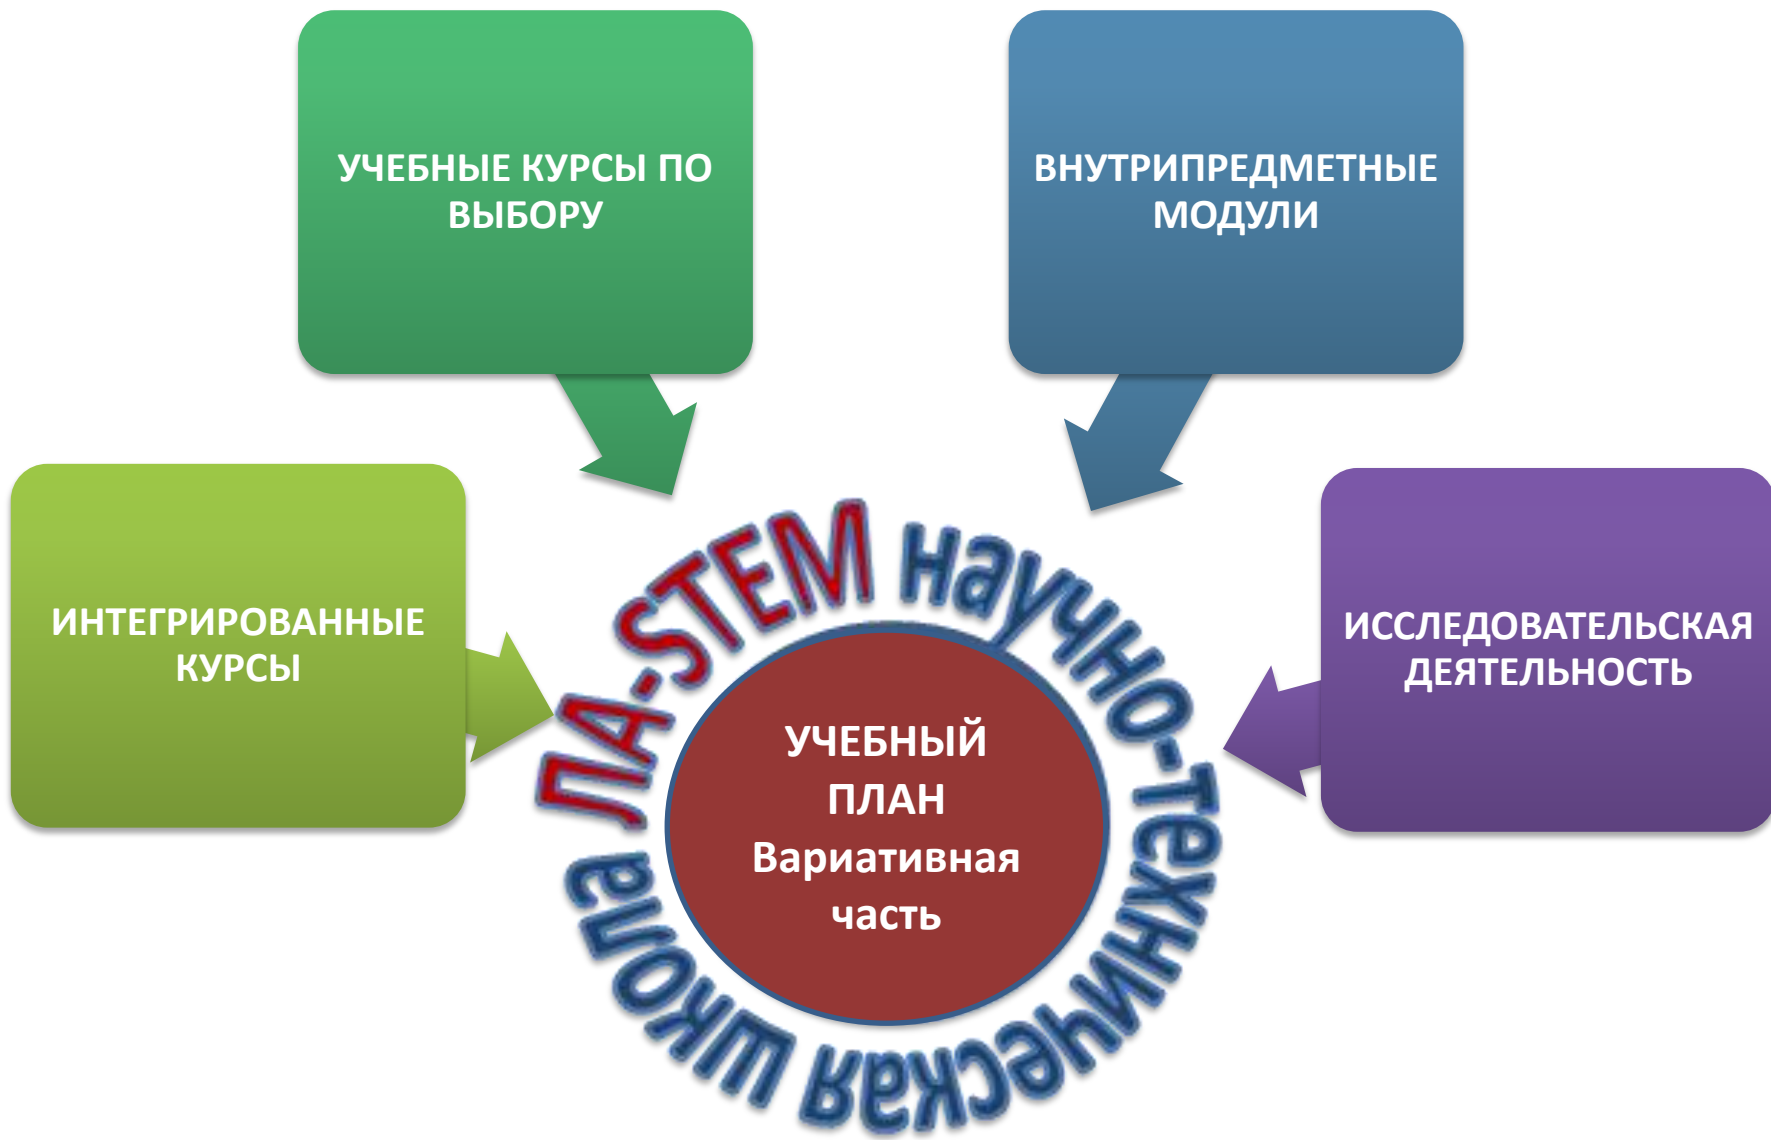 УЧЕБНЫЕ КУРСЫ ПО
ВЫБОРУ
ВНУТРИПРЕДМЕТНЫЕ
МОДУЛИ
ИНТЕГРИРОВАННЫЕ
КУРСЫ
ИССЛЕДОВАТЕЛЬСКАЯ
ДЕЯТЕЛЬНОСТЬ
ЛА-STEM научно-техническая школа
УЧЕБНЫЙ
ПЛАН
Вариативная
часть